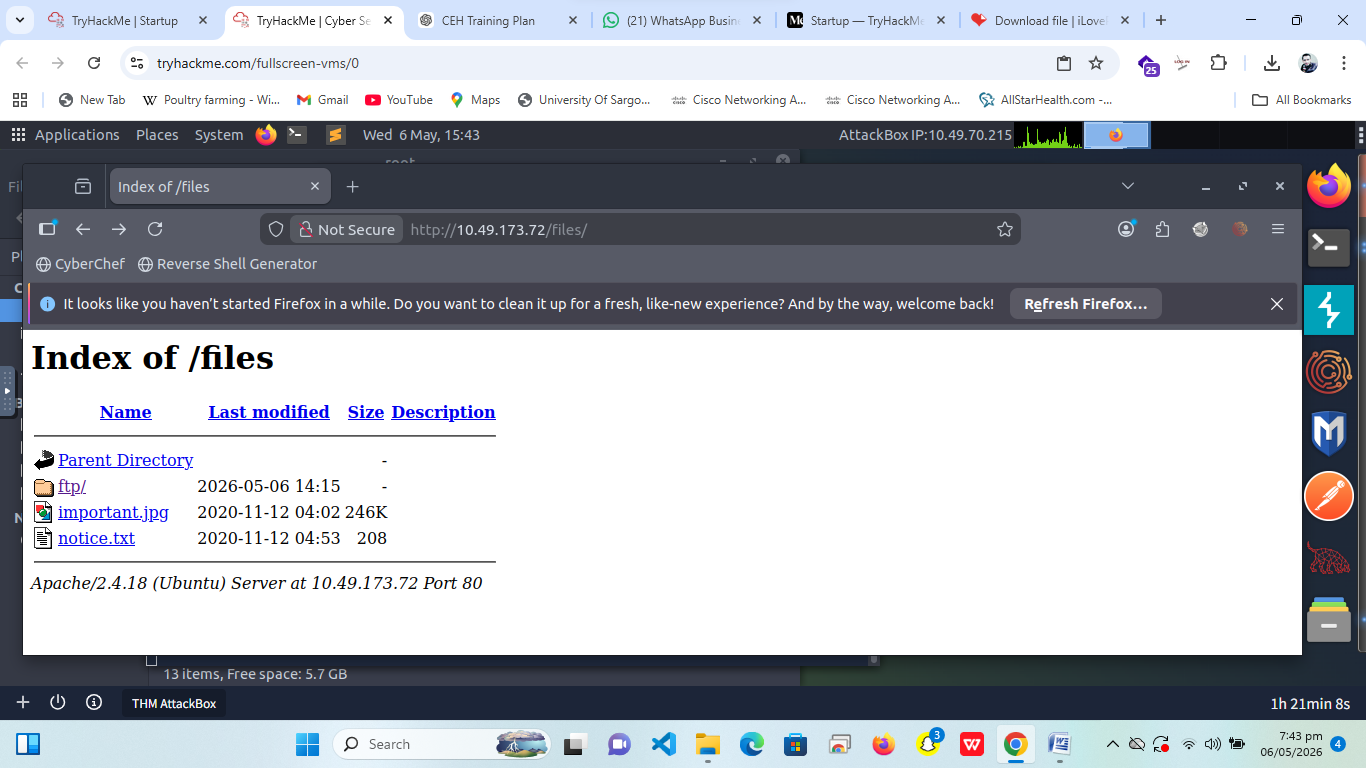 TryHackMe | Startup
TryHackMe | Cyber Se
CEH Training Plan
(21) WhatsApp Busin
Startup — TryHackMe
Download file | iLoveI
tryhackme.com/fullscreen-vms/0
25
New Tab
Poultry farming - Wi...
Gmail
YouTube
Maps
University Of Sargo...
Cisco Networking A...
Cisco Networking A...
AllStarHealth.com -...
All Bookmarks
Applications Places System Wed 6 May, 15:43 AttackBox IP:10.49.70.215
Index of /files
Not Secure http://10.49.173.72/files/
CyberChef Reverse Shell Generator
It looks like you haven't started Firefox in a while. Do you want to clean it up for a fresh, like-new experience? And by the way, welcome back! Refresh Firefox...
Index of /files
Name Last modified Size Description
Parent Directory -
ftp/ 2026-05-06 14:15 -
important.jpg 2020-11-12 04:02 246K
notice.txt 2020-11-12 04:53 208
Apache/2.4.18 (Ubuntu) Server at 10.49.173.72 Port 80
13 items, Free space: 5.7 GB
THM AttackBox 1h 21min 8s
Search
3
7:43 pm
06/05/2026
4